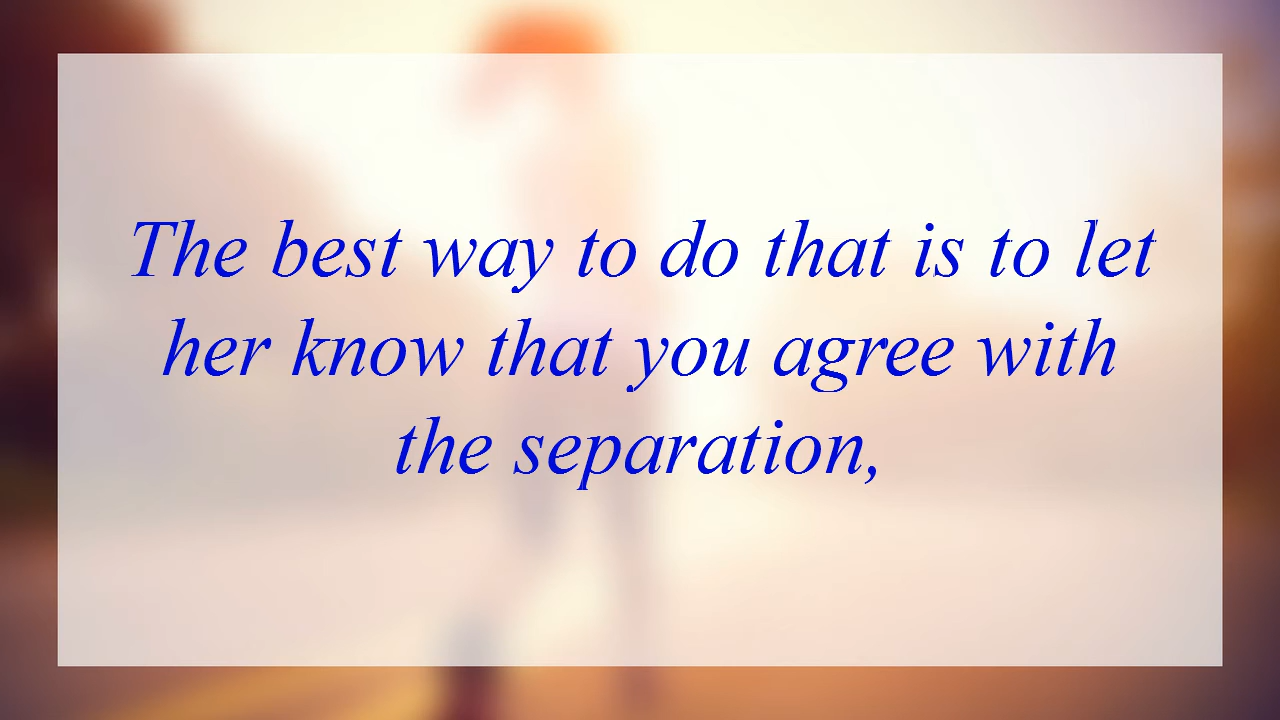 The best way to do that is to let
her know that you agree with
the separation,